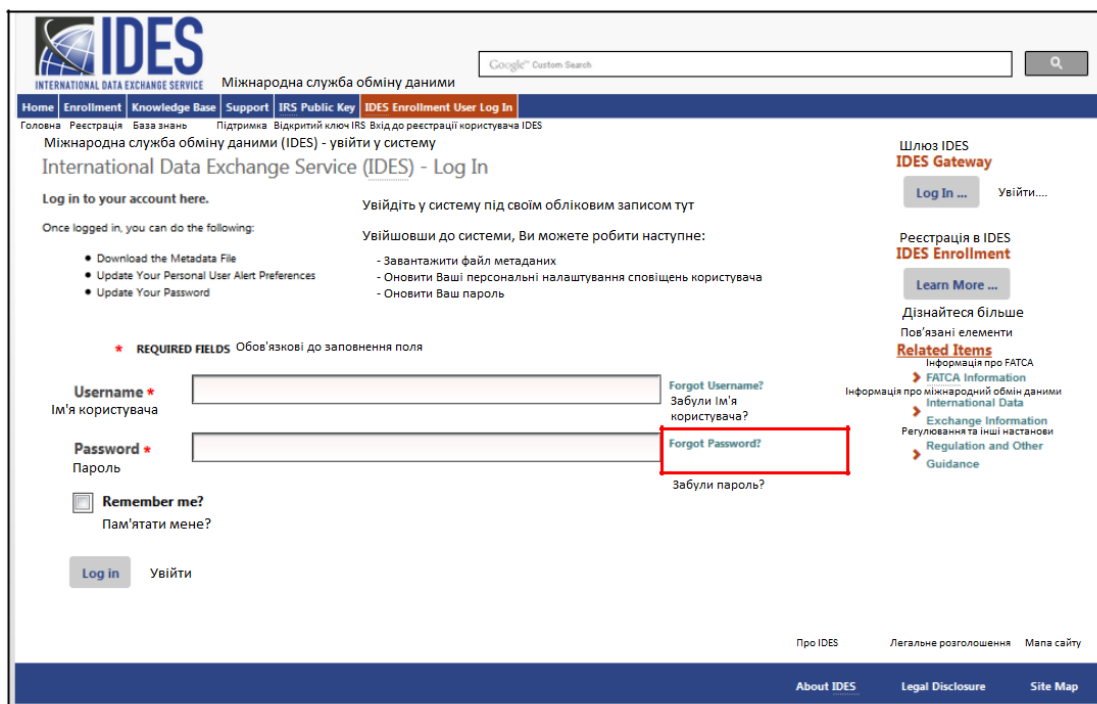 IDES
INTERNATIONAL DATA EXCHANGE SERVICE
Міжнародна служба обміну даними
Google™ Custom Search
Home Enrollment Knowledge Base Support IRS Public Key IDES Enrollment User Log In
Головна Реєстрація База знань Підтримка Відкритий ключ IRS Вхід до реєстрації користувача IDES
Міжнародна служба обміну даними (IDES) - увійти у систему
International Data Exchange Service (IDES) - Log In
Log in to your account here.
Увійдіть у систему під своїм обліковим записом тут
Once logged in, you can do the following:
Увійшовши до системи, Ви можете робити наступне:
• Download the Metadata File
• Update Your Personal User Alert Preferences
• Update Your Password
- Завантажити файл метаданих
- Оновити Ваші персональні налаштування сповіщень користувача
- Оновити Ваш пароль
* REQUIRED FIELDS Обов'язкові до заповнення поля
Username *
Ім'я користувача
Forgot Username?
Забули Ім'я
користувача?
Password *
Пароль
Forgot Password?
Забули пароль?
Remember me?
Пам'ятати мене?
Log in Увійти
Шлюз IDES
IDES Gateway
Log In ... Увійти....
Реєстрація в IDES
IDES Enrollment
Learn More ...
Дізнайтеся більше
Пов’язані елементи
Related Items
Інформація про FATCA
FATCA Information
Інформація про міжнародний обмін даними
International Data
Exchange Information
Регулювання та інші настанови
Regulation and Other
Guidance
Про IDES Легальне розголошення Мапа сайту
About IDES Legal Disclosure Site Map